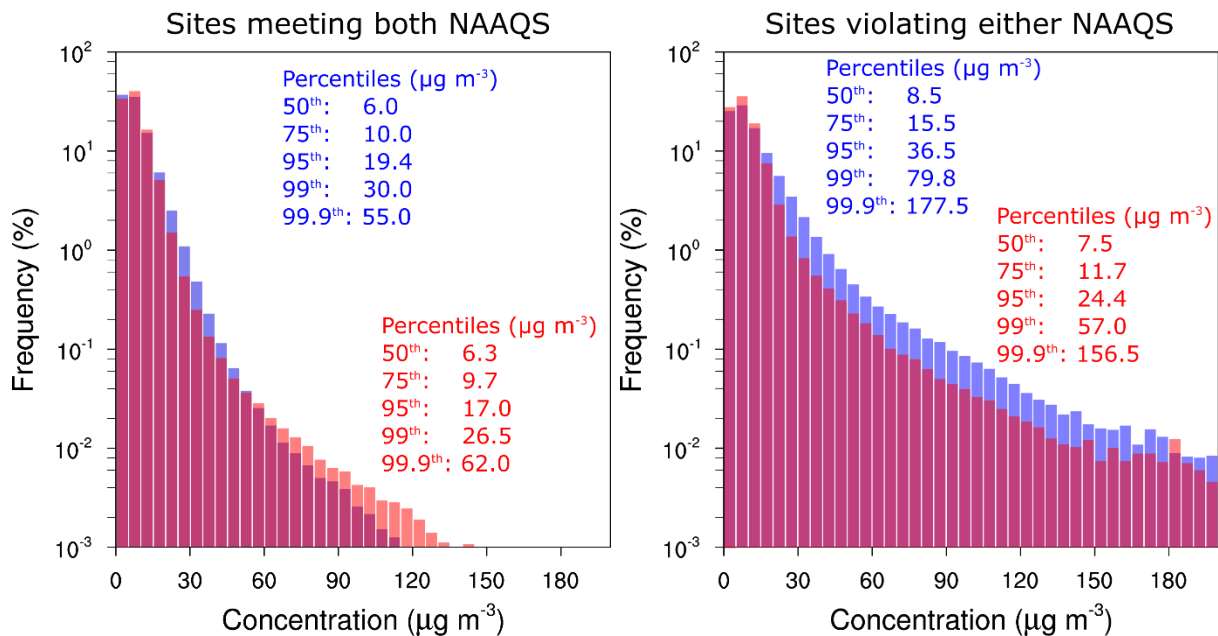 Sites meeting both NAAQS
Frequency (%)
10²
10¹
10⁰
10⁻¹
10⁻²
10⁻³
Percentiles (µg m⁻³)
50ᵗʰ: 6.0
75ᵗʰ: 10.0
95ᵗʰ: 19.4
99ᵗʰ: 30.0
99.9ᵗʰ: 55.0
Percentiles (µg m⁻³)
50ᵗʰ: 6.3
75ᵗʰ: 9.7
95ᵗʰ: 17.0
99ᵗʰ: 26.5
99.9ᵗʰ: 62.0
0 30 60 90 120 150 180
Concentration (µg m⁻³)
Sites violating either NAAQS
Frequency (%)
10²
10¹
10⁰
10⁻¹
10⁻²
10⁻³
Percentiles (µg m⁻³)
50ᵗʰ: 8.5
75ᵗʰ: 15.5
95ᵗʰ: 36.5
99ᵗʰ: 79.8
99.9ᵗʰ: 177.5
Percentiles (µg m⁻³)
50ᵗʰ: 7.5
75ᵗʰ: 11.7
95ᵗʰ: 24.4
99ᵗʰ: 57.0
99.9ᵗʰ: 156.5
0 30 60 90 120 150 180
Concentration (µg m⁻³)